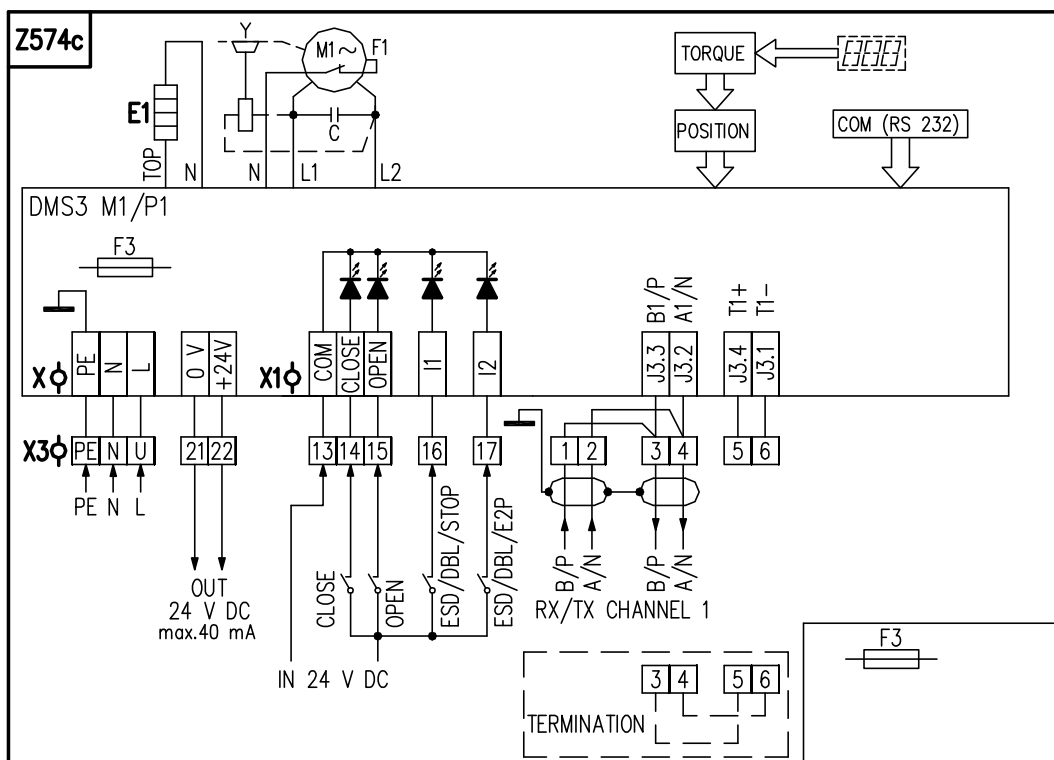 Z574c
Y
M1 ~
F1
E1
C
TOP
N
N
L1
L2
TORQUE
POSITION
COM (RS 232)
DMS3 M1/P1
F3
B1/P
A1/N
T1+
T1-
X
PE
N
L
0 V
+24V
X1
COM
CLOSE
OPEN
I1
I2
J3.3
J3.2
J3.4
J3.1
X3
PE
N
U
21
22
13
14
15
16
17
1
2
3
4
5
6
PE N L
OUT
24 V DC
max.40 mA
CLOSE
OPEN
ESD/DBL/STOP
ESD/DBL/E2P
B/P
A/N
B/P
A/N
RX/TX CHANNEL 1
IN 24 V DC
F3
3
4
5
6
TERMINATION